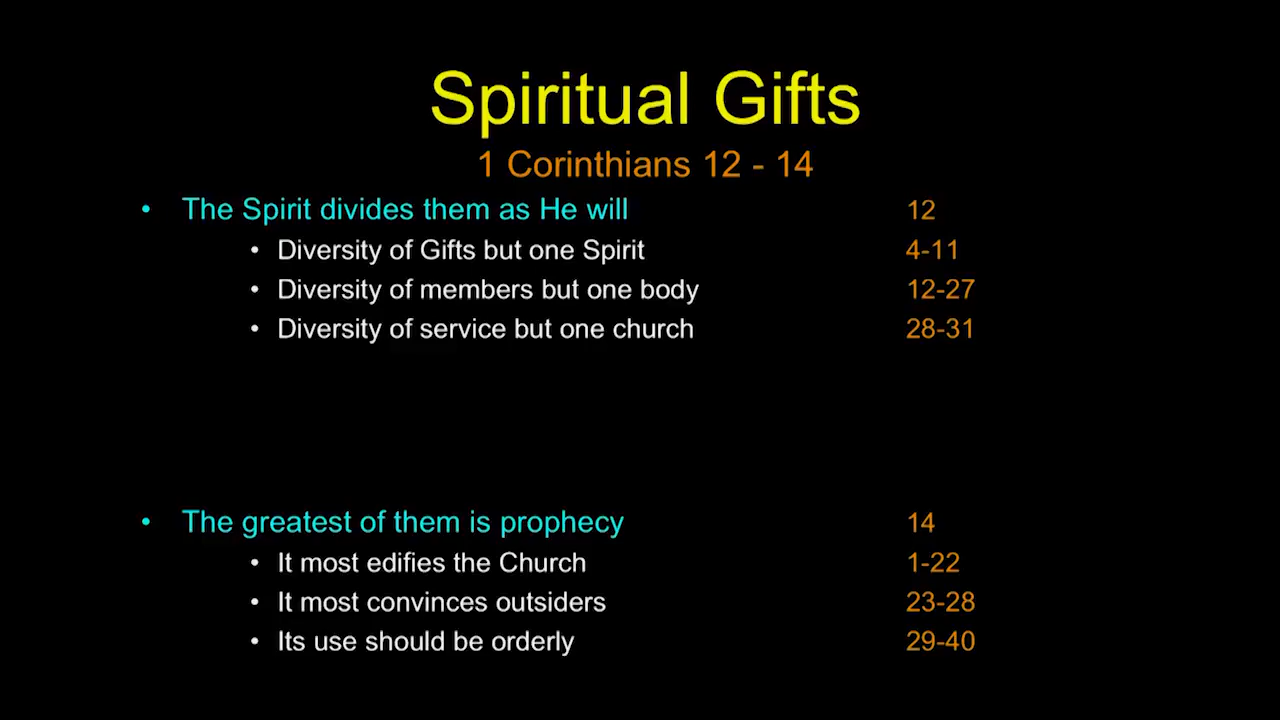 Spiritual Gifts
1 Corinthians 12 - 14
• The Spirit divides them as He will 12
• Diversity of Gifts but one Spirit 4-11
• Diversity of members but one body 12-27
• Diversity of service but one church 28-31
• The greatest of them is prophecy 14
• It most edifies the Church 1-22
• It most convinces outsiders 23-28
• Its use should be orderly 29-40